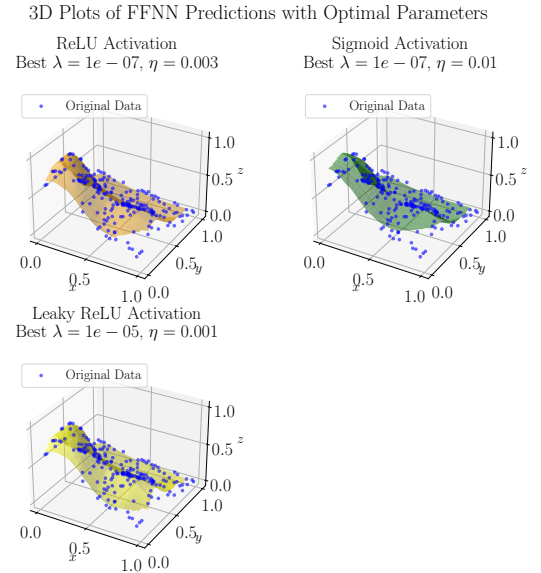 3D Plots of FFNN Predictions with Optimal Parameters
ReLU Activation
Best λ = 1e − 07, η = 0.003
Original Data
1.0
0.5
z
0.0
1.0
0.5
y
0.0
0.0
0.5
x
1.0
Sigmoid Activation
Best λ = 1e − 07, η = 0.01
Original Data
1.0
0.5
z
0.0
1.0
0.5
y
0.0
0.0
0.5
x
1.0
Leaky ReLU Activation
Best λ = 1e − 05, η = 0.001
Original Data
1.0
0.5
z
0.0
1.0
0.5
y
0.0
0.0
0.5
x
1.0